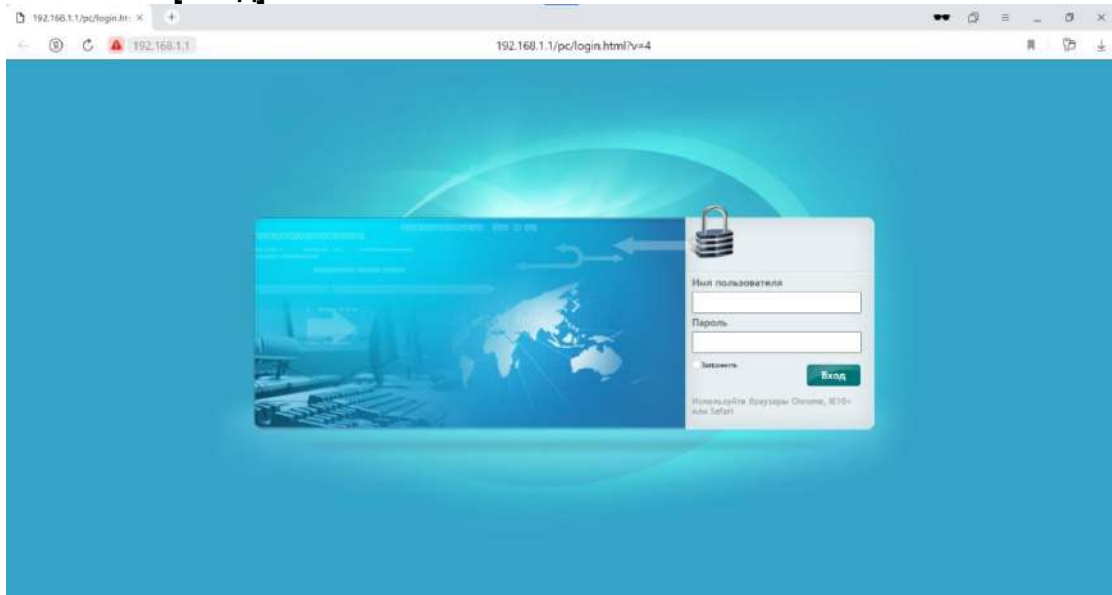 192.168.1.1/pc/login.ht
192.168.1.1
192.168.1.1/pc/login.html?v=4
Имя пользователя
Пароль
Запомнить
Вход
Используйте браузеры Chrome, IE10+
или Safari